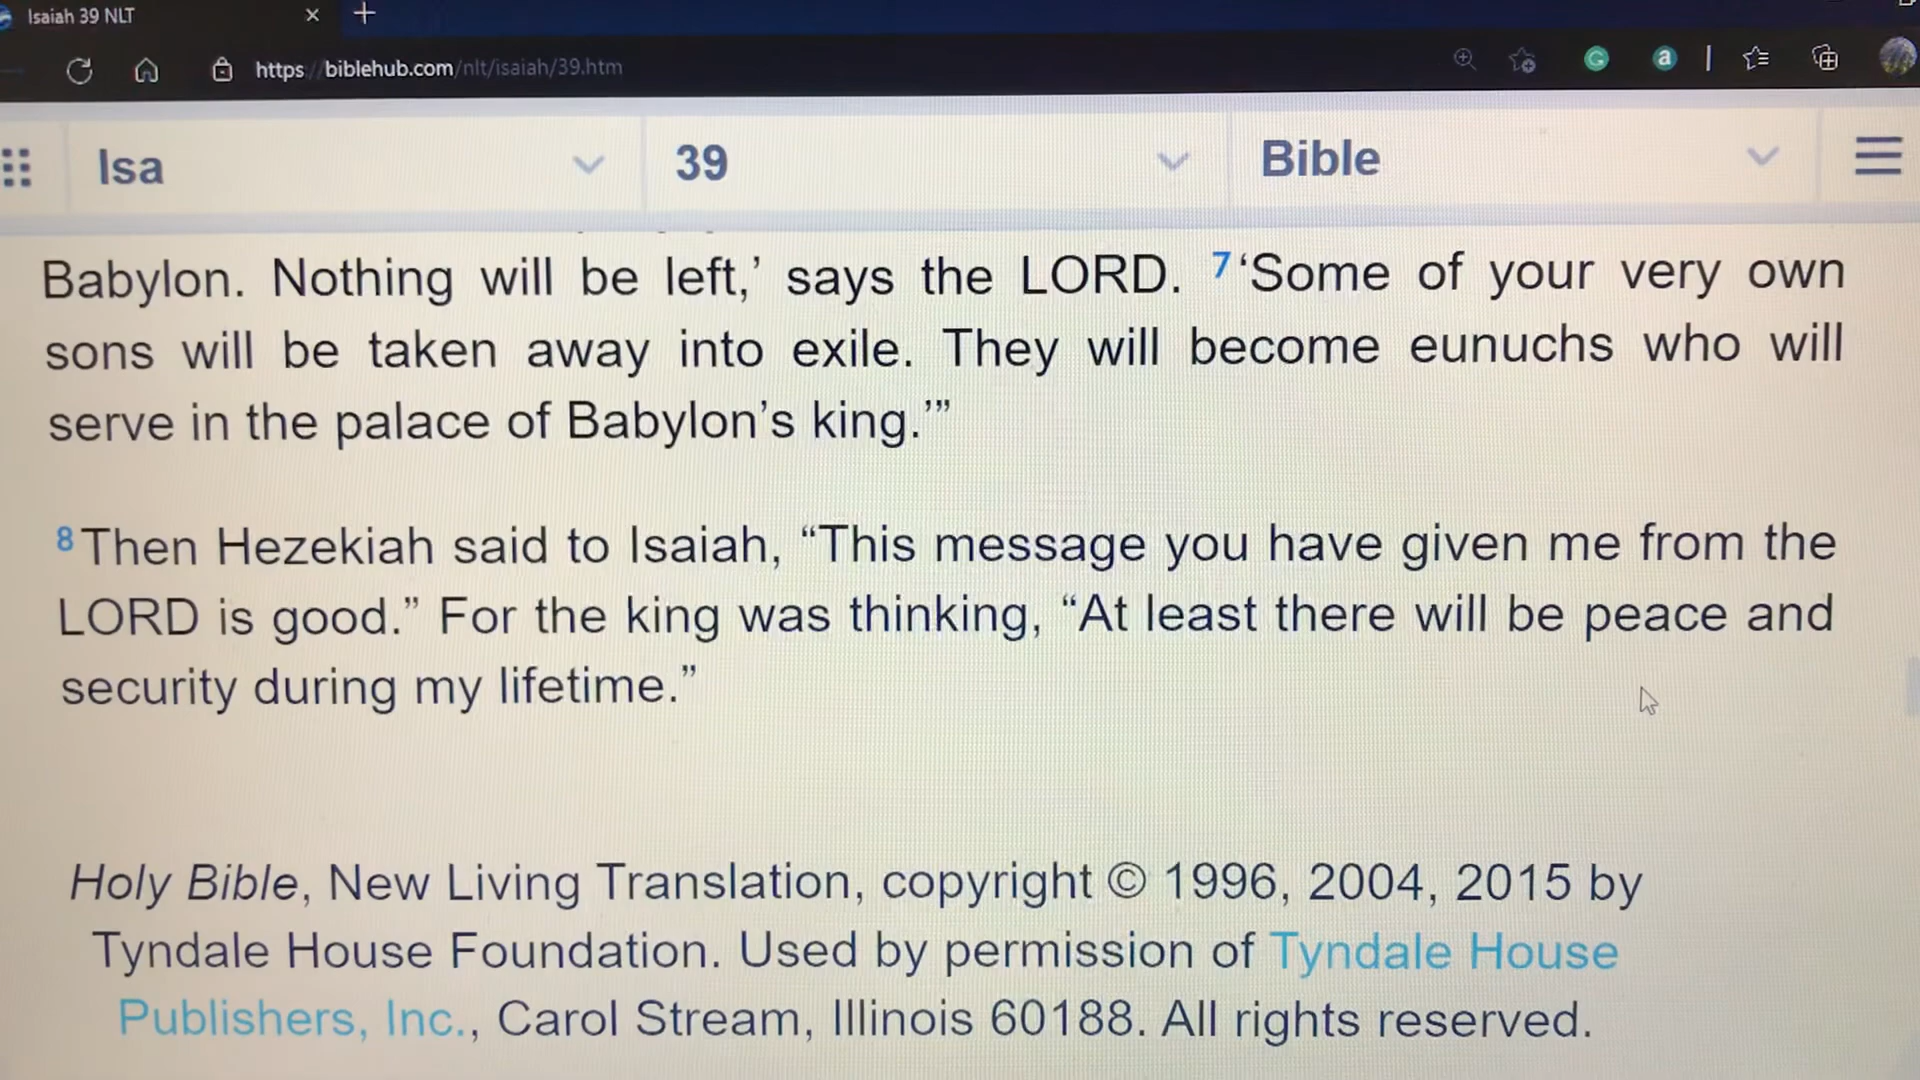 Isaiah 39 NLT
https://biblehub.com/nlt/isaiah/39.htm
Isa 39 Bible
Babylon. Nothing will be left,’ says the LORD. 7‘Some of your very own
sons will be taken away into exile. They will become eunuchs who will
serve in the palace of Babylon’s king.’”
8Then Hezekiah said to Isaiah, “This message you have given me from the
LORD is good.” For the king was thinking, “At least there will be peace and
security during my lifetime.”
Holy Bible, New Living Translation, copyright © 1996, 2004, 2015 by
Tyndale House Foundation. Used by permission of Tyndale House
Publishers, Inc., Carol Stream, Illinois 60188. All rights reserved.